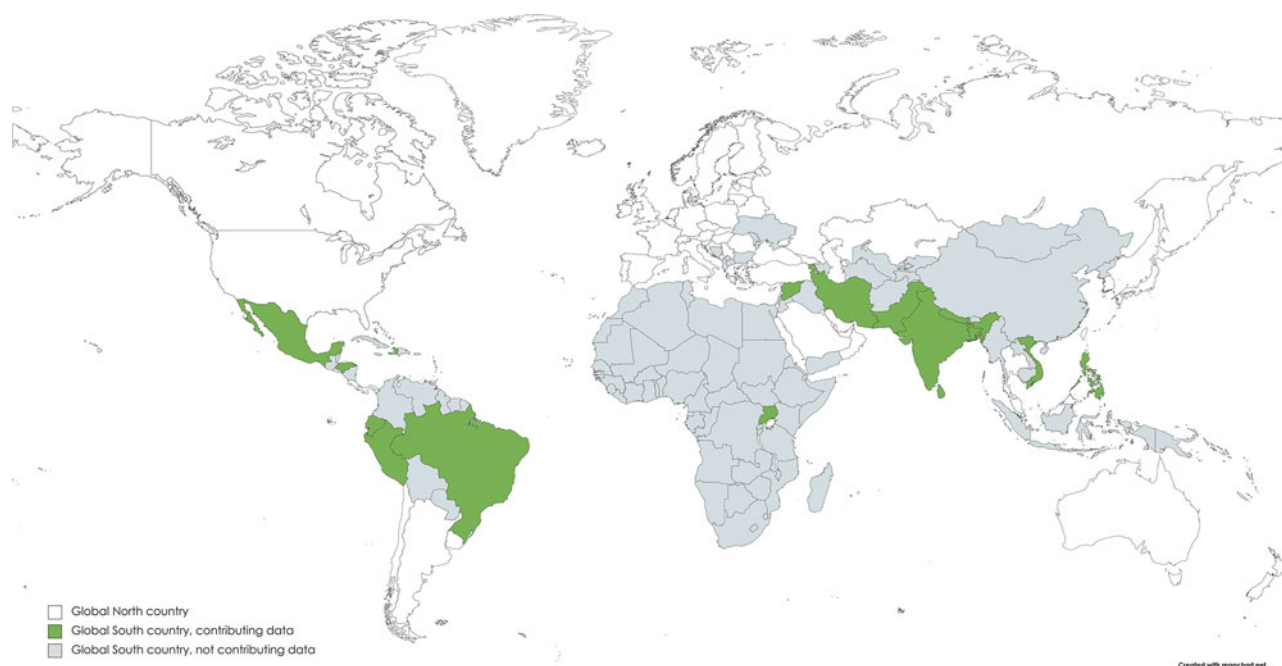 Global North country
Global South country, contributing data
Global South country, not contributing data
Created with mapchart.net